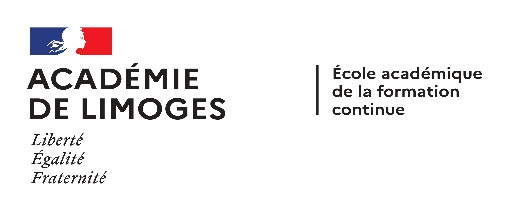 ACADÉMIE
DE LIMOGES
Liberté
Égalité
Fraternité
École académique
de la formation
continue